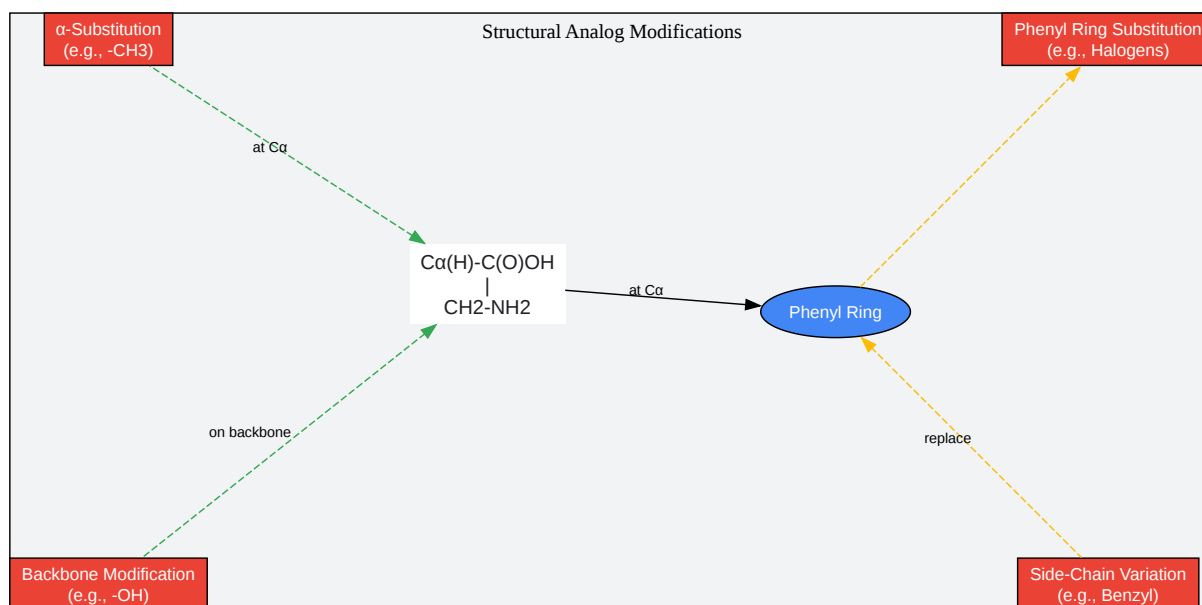 Structural Analog Modifications
α-Substitution
(e.g., -CH3)
Phenyl Ring Substitution
(e.g., Halogens)
at Cα
Cα(H)-C(O)OH
|
CH2-NH2
at Cα
Phenyl Ring
on backbone
replace
Backbone Modification
(e.g., -OH)
Side-Chain Variation
(e.g., Benzyl)